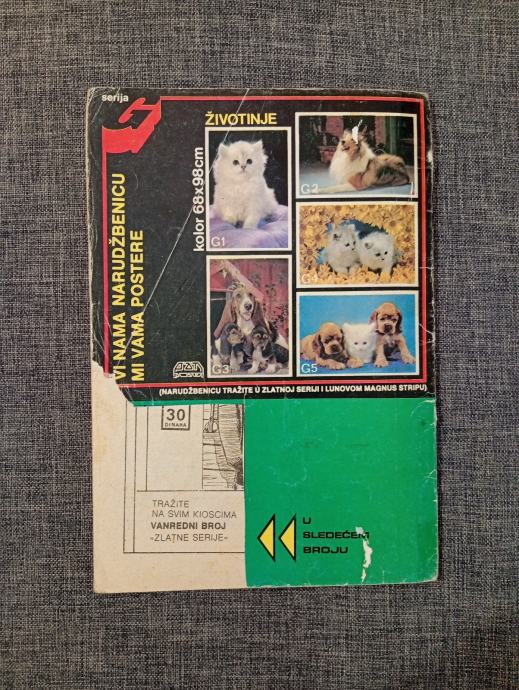 serija
G
ŽIVOTINJE
kolor 68x98cm
VI NAMA NARUDŽBENICU
MI VAMA POSTERE
G1
G2
G3
G4
G5
(NARUDŽBENICU TRAŽITE U ZLATNOJ SERIJI I LUNOVOM MAGNUS STRIPU)
30
DINARA
TRAŽITE
NA SVIM KIOSCIMA
VANREDNI BROJ
»ZLATNE SERIJE«
U
SLEDEĆEM
BROJU